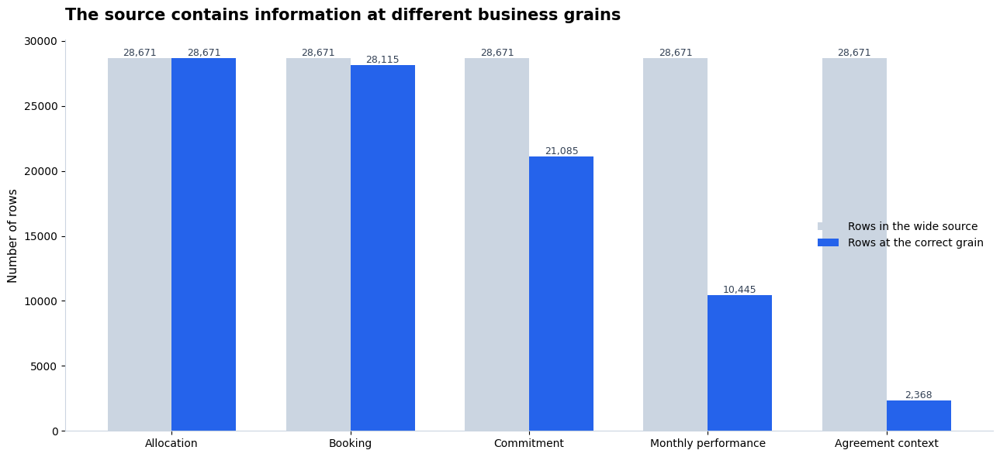 The source contains information at different business grains
Number of rows
30000
25000
20000
15000
10000
5000
0
28,671 28,671
28,671 28,115
28,671 21,085
28,671 10,445
28,671 2,368
Rows in the wide source
Rows at the correct grain
Allocation Booking Commitment Monthly performance Agreement context